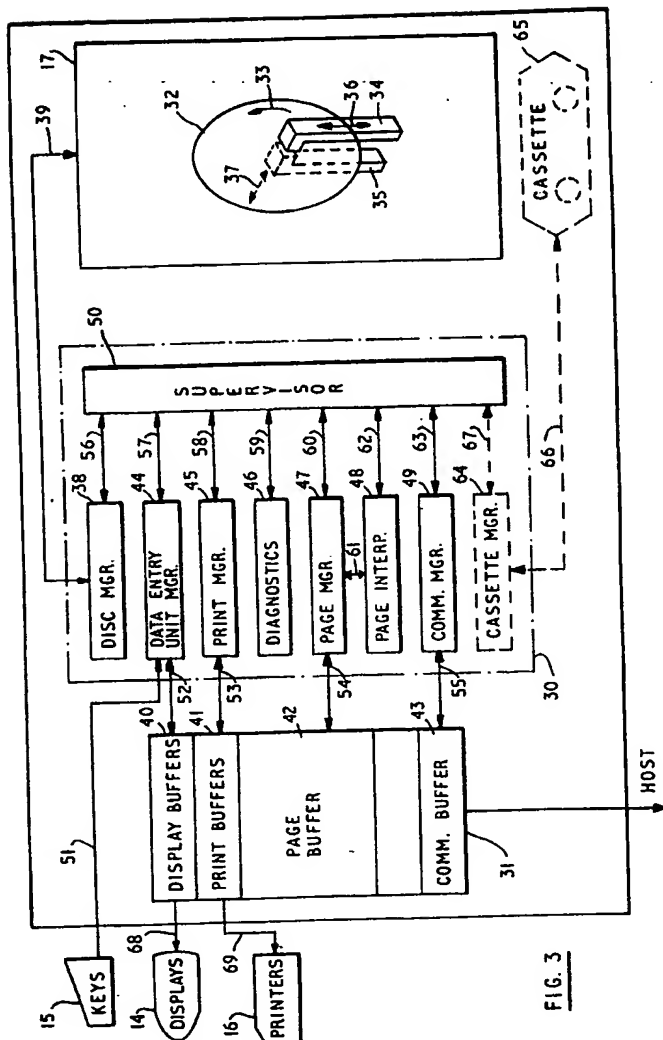 39
17
32
33
36
34
37
35
CASSETTE
65
66
50
SUPERVISOR
56
57
58
59
60
62
63
67
38
44
45
46
47
48
49
64
DISC MGR.
DATA ENTRY
UNIT MGR.
PRINT MGR.
DIAGNOSTICS
PAGE MGR.
61
PAGE INTERP.
COMM. MGR.
CASSETTE MGR.
30
52
53
54
55
40
41
42
43
DISPLAY BUFFERS
PRINT BUFFERS
PAGE
BUFFER
COMM. BUFFER
31
HOST
51
68
69
15
KEYS
14
DISPLAYS
16
PRINTERS
FIG. 3